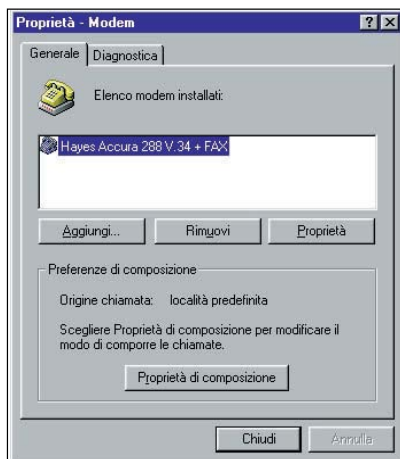 Proprietà - Modem
Generale
Diagnostica
Elenco modem installati:
Hayes Accura 288 V.34 + FAX
Aggiungi...
Rimuovi
Proprietà
Preferenze di composizione
Origine chiamata: località predefinita
Scegliere Proprietà di composizione per modificare il
modo di comporre le chiamate.
Proprietà di composizione
Chiudi
Annulla